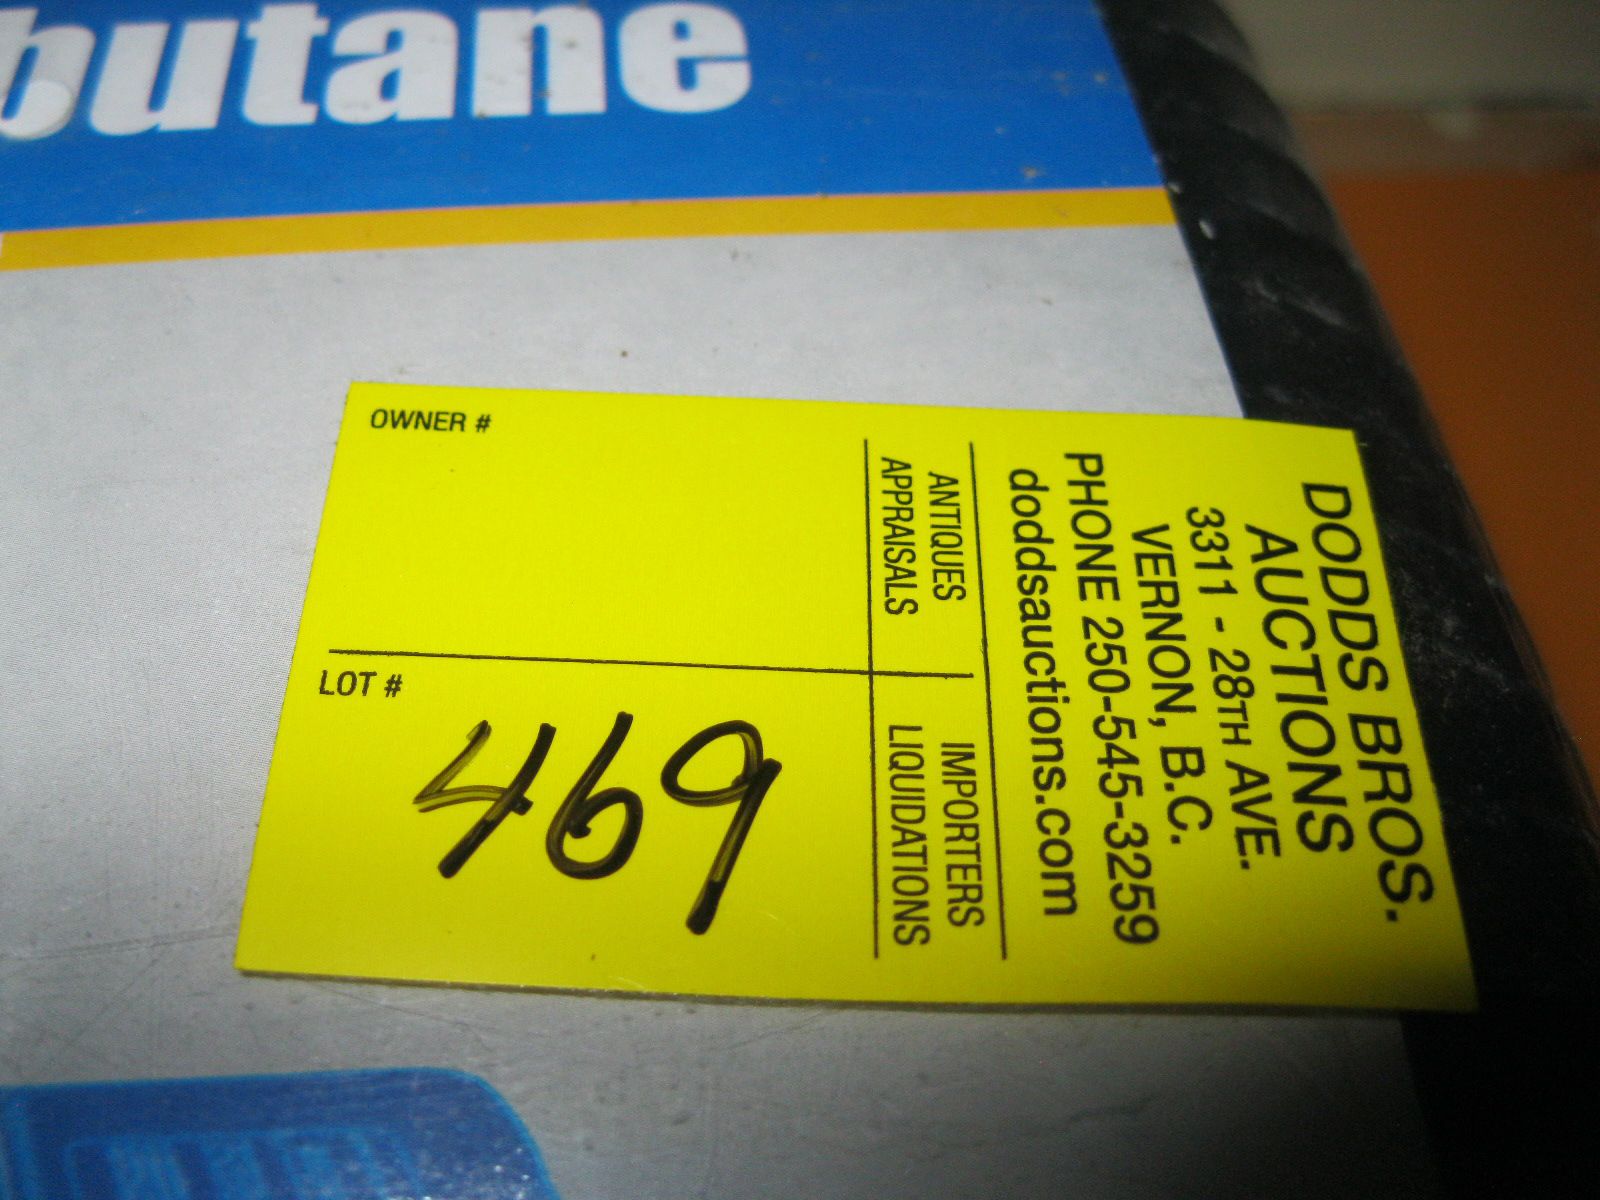 butane
OWNER #
LOT #
469
DODDS BROS.
AUCTIONS
3311 - 28TH AVE.
VERNON, B.C.
PHONE 250-545-3259
doddsauctions.com
ANTIQUES
APPRAISALS
IMPORTERS
LIQUIDATIONS